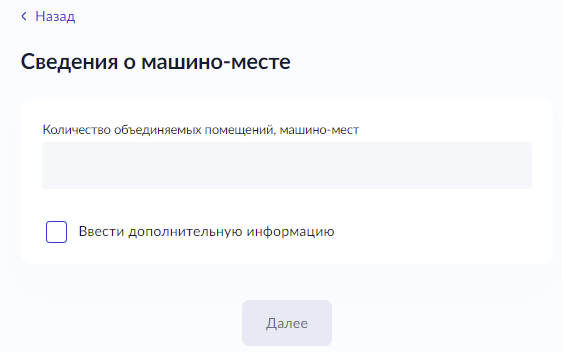 Назад
Сведения о машино-месте
Количество объединяемых помещений, машино-мест
Ввести дополнительную информацию
Далее